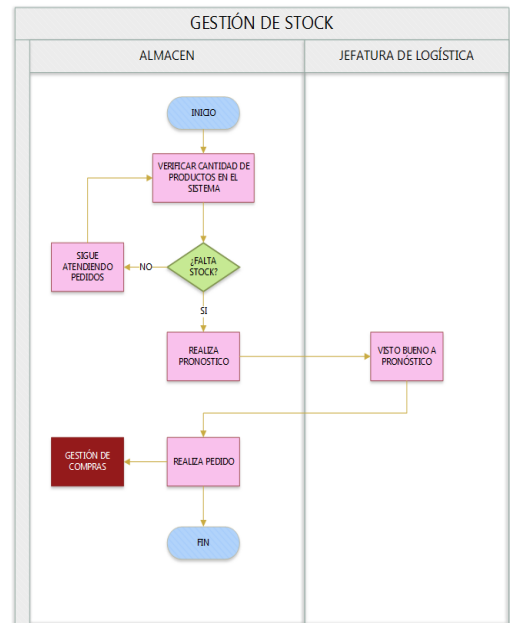 GESTIÓN DE STOCK
ALMACEN
JEFATURA DE LOGÍSTICA
INICIO
VERIFICAR CANTIDAD DE
PRODUCTOS EN EL
SISTEMA
SIGUE
ATENDIENDO
PEDIDOS
NO
¿FALTA
STOCK?
SI
REALIZA
PRONOSTICO
VISTO BUENO A
PRONÓSTICO
GESTIÓN DE
COMPRAS
REALIZA PEDIDO
FIN